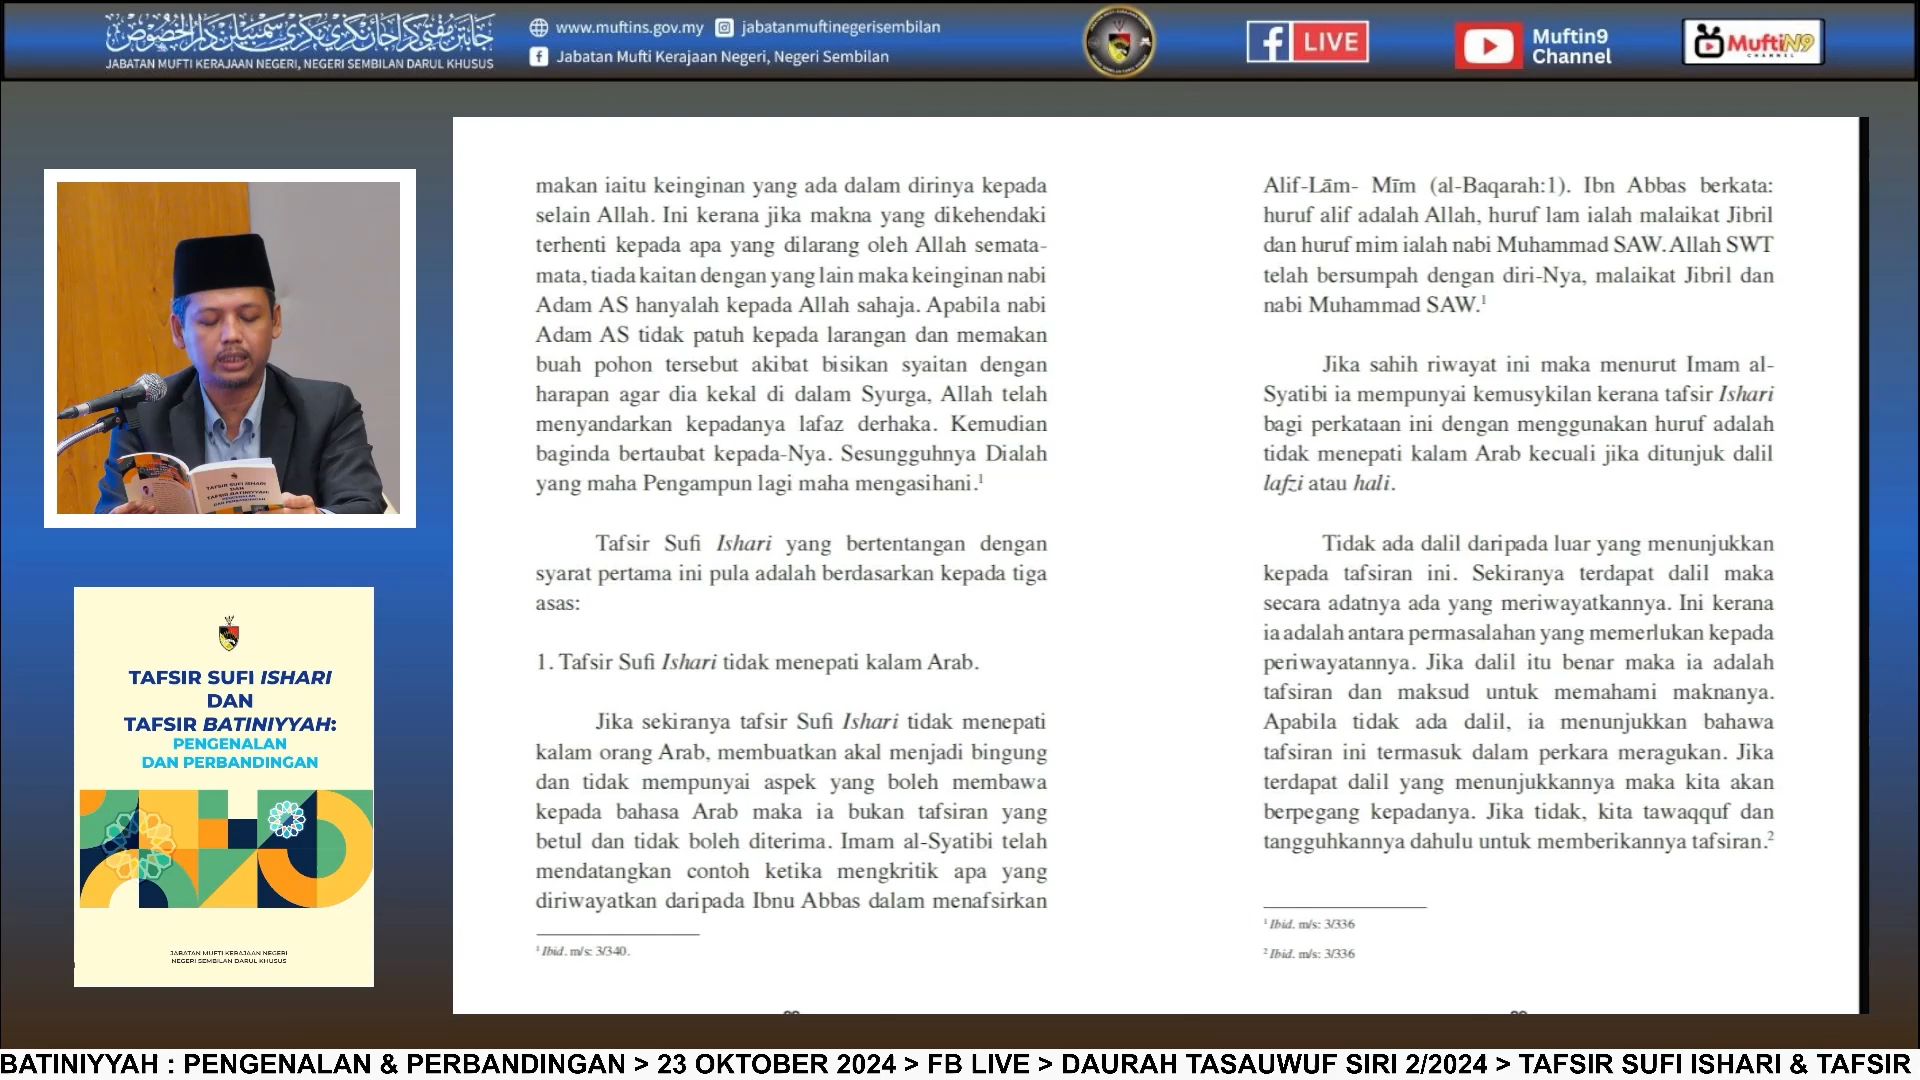 JABATAN MUFTI KERAJAAN NEGERI, NEGERI SEMBILAN DARUL KHUSUS
www.muftins.gov.my jabatanmuftinegerisembilan
Jabatan Mufti Kerajaan Negeri, Negeri Sembilan
LIVE
Muftin9
Channel
MuftiN9
CHANNEL
TAFSIR SUFI ISHARI
DAN
TAFSIR BATINIYYAH:
PENGENALAN
DAN PERBANDINGAN
TAFSIR SUFI ISHARI
DAN
TAFSIR BATINIYYAH:
PENGENALAN
DAN PERBANDINGAN
JABATAN MUFTI KERAJAAN NEGERI
NEGERI SEMBILAN DARUL KHUSUS
makan iaitu keinginan yang ada dalam dirinya kepada
selain Allah. Ini kerana jika makna yang dikehendaki
terhenti kepada apa yang dilarang oleh Allah semata-
mata, tiada kaitan dengan yang lain maka keinginan nabi
Adam AS hanyalah kepada Allah sahaja. Apabila nabi
Adam AS tidak patuh kepada larangan dan memakan
buah pohon tersebut akibat bisikan syaitan dengan
harapan agar dia kekal di dalam Syurga, Allah telah
menyandarkan kepadanya lafaz derhaka. Kemudian
baginda bertaubat kepada-Nya. Sesungguhnya Dialah
yang maha Pengampun lagi maha mengasihani.¹
Tafsir Sufi Ishari yang bertentangan dengan
syarat pertama ini pula adalah berdasarkan kepada tiga
asas:
1. Tafsir Sufi Ishari tidak menepati kalam Arab.
Jika sekiranya tafsir Sufi Ishari tidak menepati
kalam orang Arab, membuatkan akal menjadi bingung
dan tidak mempunyai aspek yang boleh membawa
kepada bahasa Arab maka ia bukan tafsiran yang
betul dan tidak boleh diterima. Imam al-Syatibi telah
mendatangkan contoh ketika mengkritik apa yang
diriwayatkan daripada Ibnu Abbas dalam menafsirkan
¹ Ibid. m/s: 3/340.
Alif-Lām- Mīm (al-Baqarah:1). Ibn Abbas berkata:
huruf alif adalah Allah, huruf lam ialah malaikat Jibril
dan huruf mim ialah nabi Muhammad SAW. Allah SWT
telah bersumpah dengan diri-Nya, malaikat Jibril dan
nabi Muhammad SAW.¹
Jika sahih riwayat ini maka menurut Imam al-
Syatibi ia mempunyai kemusykilan kerana tafsir Ishari
bagi perkataan ini dengan menggunakan huruf adalah
tidak menepati kalam Arab kecuali jika ditunjuk dalil
lafzi atau hali.
Tidak ada dalil daripada luar yang menunjukkan
kepada tafsiran ini. Sekiranya terdapat dalil maka
secara adatnya ada yang meriwayatkannya. Ini kerana
ia adalah antara permasalahan yang memerlukan kepada
periwayatannya. Jika dalil itu benar maka ia adalah
tafsiran dan maksud untuk memahami maknanya.
Apabila tidak ada dalil, ia menunjukkan bahawa
tafsiran ini termasuk dalam perkara meragukan. Jika
terdapat dalil yang menunjukkannya maka kita akan
berpegang kepadanya. Jika tidak, kita tawaqquf dan
tangguhkannya dahulu untuk memberikannya tafsiran.²
¹ Ibid. m/s: 3/336
² Ibid. m/s: 3/336
BATINIYYAH : PENGENALAN & PERBANDINGAN > 23 OKTOBER 2024 > FB LIVE > DAURAH TASAUWUF SIRI 2/2024 > TAFSIR SUFI ISHARI & TAFSIR